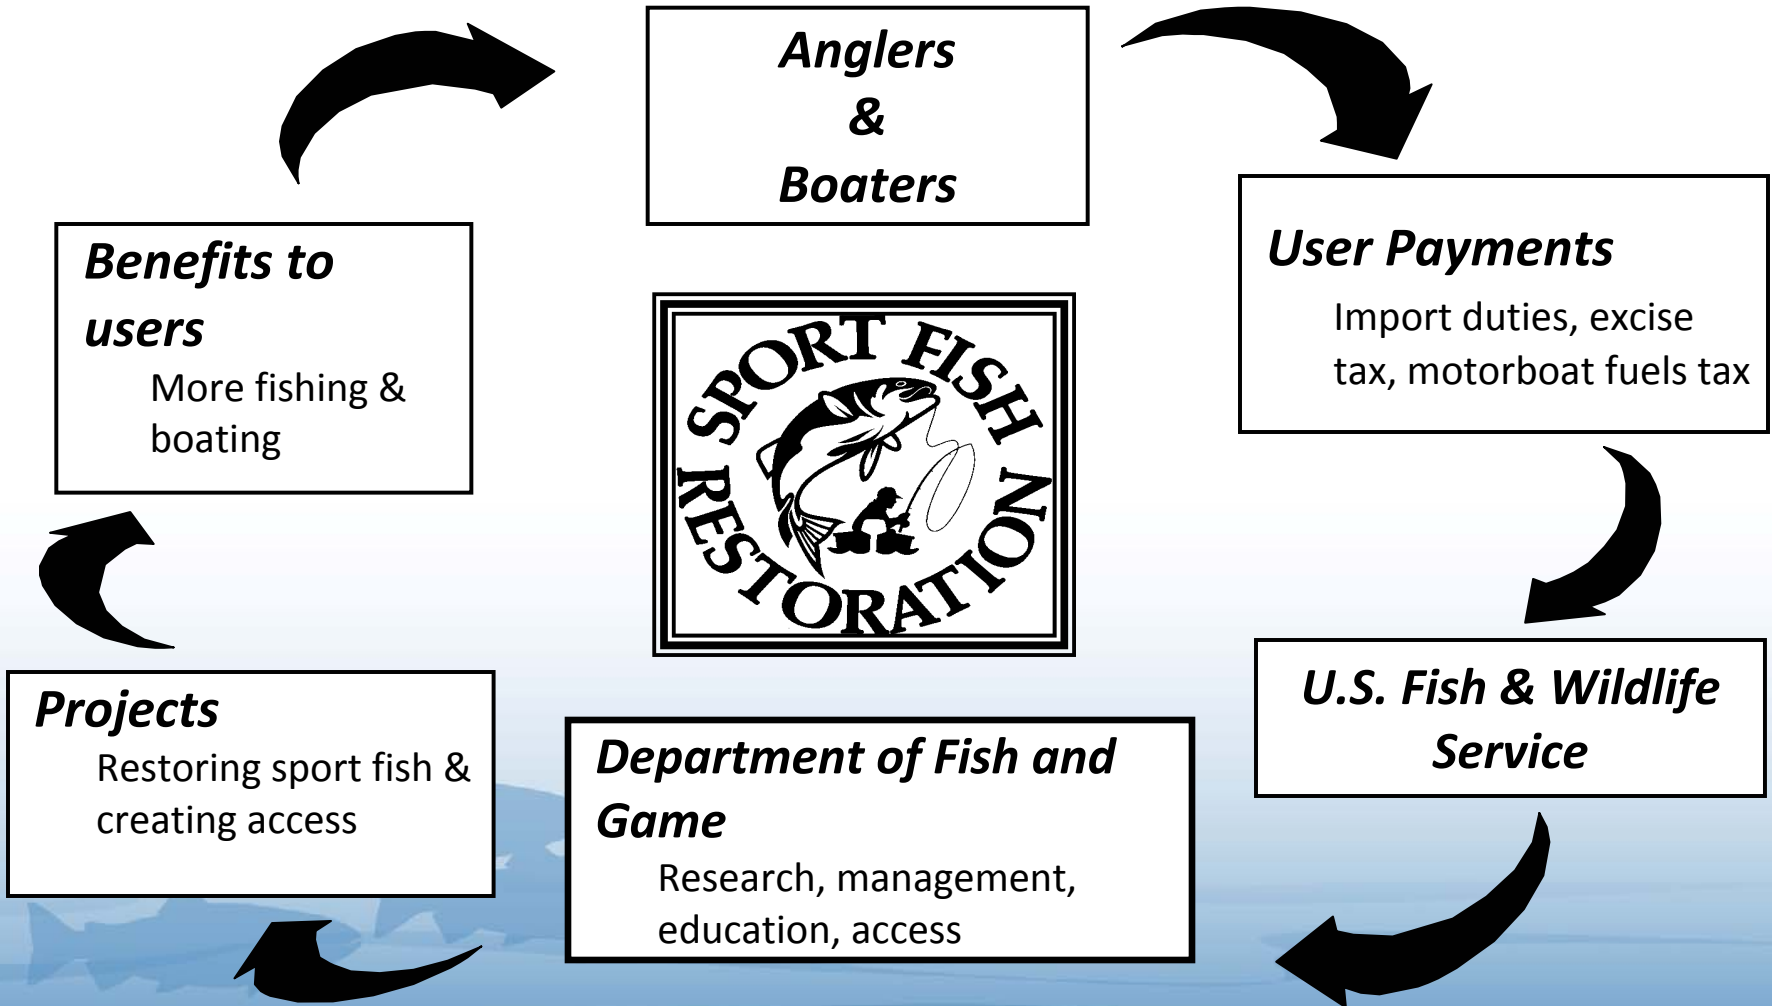 Anglers
&
Boaters
User Payments
Import duties, excise
tax, motorboat fuels tax
U.S. Fish & Wildlife
Service
Department of Fish and
Game
Research, management,
education, access
Projects
Restoring sport fish &
creating access
Benefits to
users
More fishing &
boating
SPORT FISH
RESTORATION